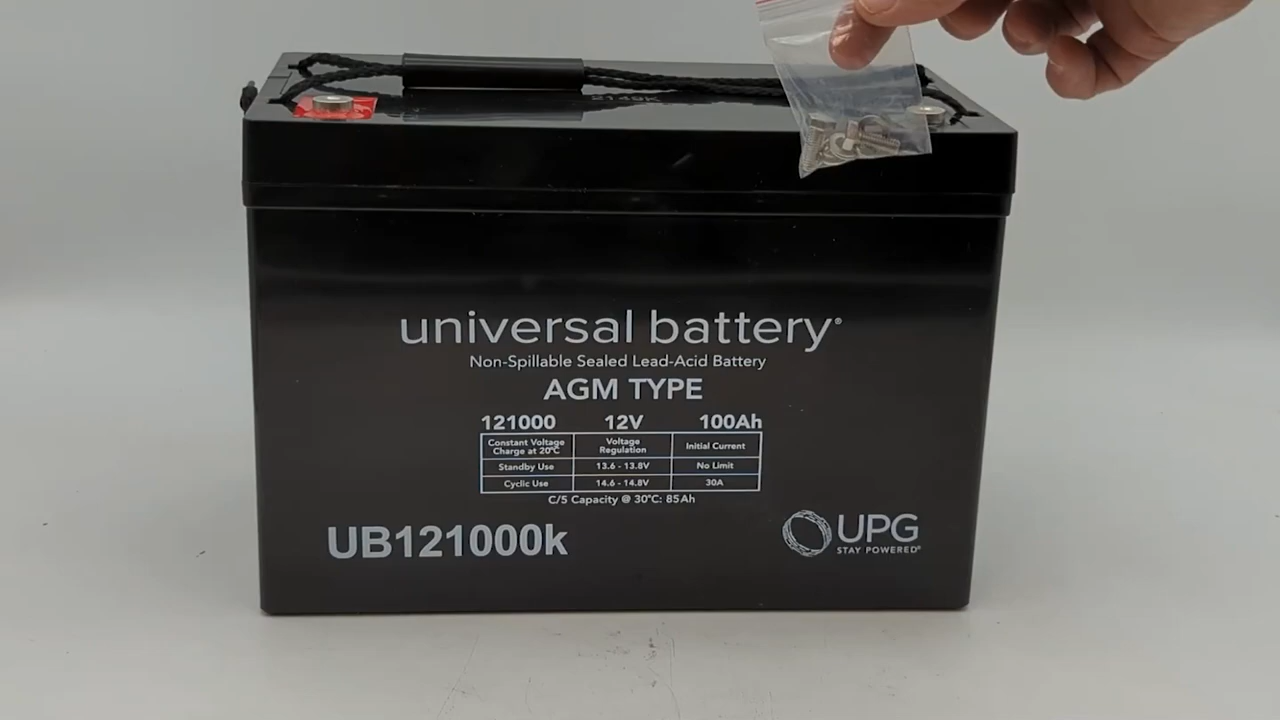 2149K
universal battery®
Non-Spillable Sealed Lead-Acid Battery
AGM TYPE
121000 12V 100Ah
Constant Voltage Charge at 20°C Voltage Regulation Initial Current
Standby Use 13.6 - 13.8V No Limit
Cyclic Use 14.6 - 14.8V 30A
C/5 Capacity @ 30°C: 85Ah
UB121000k
UPG
STAY POWERED®